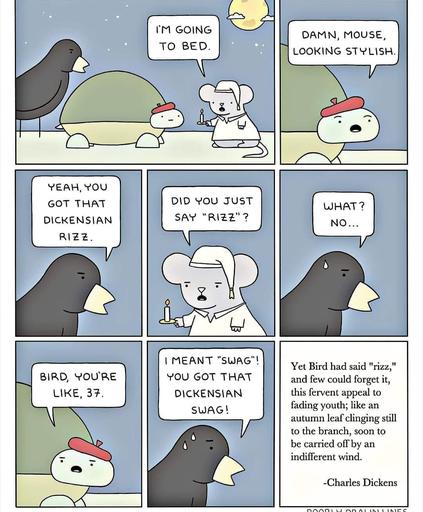 I'M GOING
TO BED.
DAMN, MOUSE,
LOOKING STYLISH.
YEAH, YOU
GOT THAT
DICKENSIAN
RIZZ.
DID YOU JUST
SAY "RIZZ"?
WHAT?
NO...
BIRD, YOU'RE
LIKE, 37.
I MEANT "SWAG"!
YOU GOT THAT
DICKENSIAN
SWAG!
Yet Bird had said "rizz,"
and few could forget it,
this fervent appeal to
fading youth; like an
autumn leaf clinging still
to the branch, soon to
be carried off by an
indifferent wind.
-Charles Dickens
POORLY DRAWN LINES